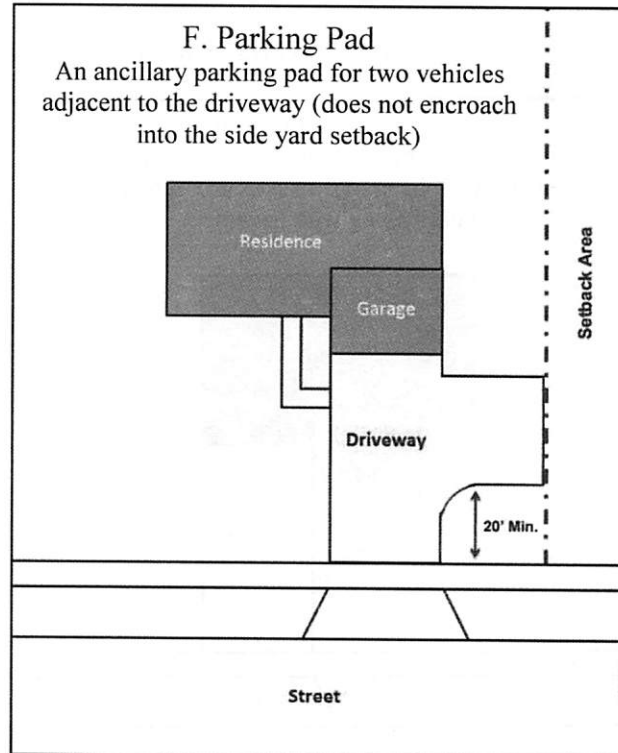 F. Parking Pad
An ancillary parking pad for two vehicles
adjacent to the driveway (does not encroach
into the side yard setback)
Residence
Garage
Setback Area
Driveway
20' Min.
Street